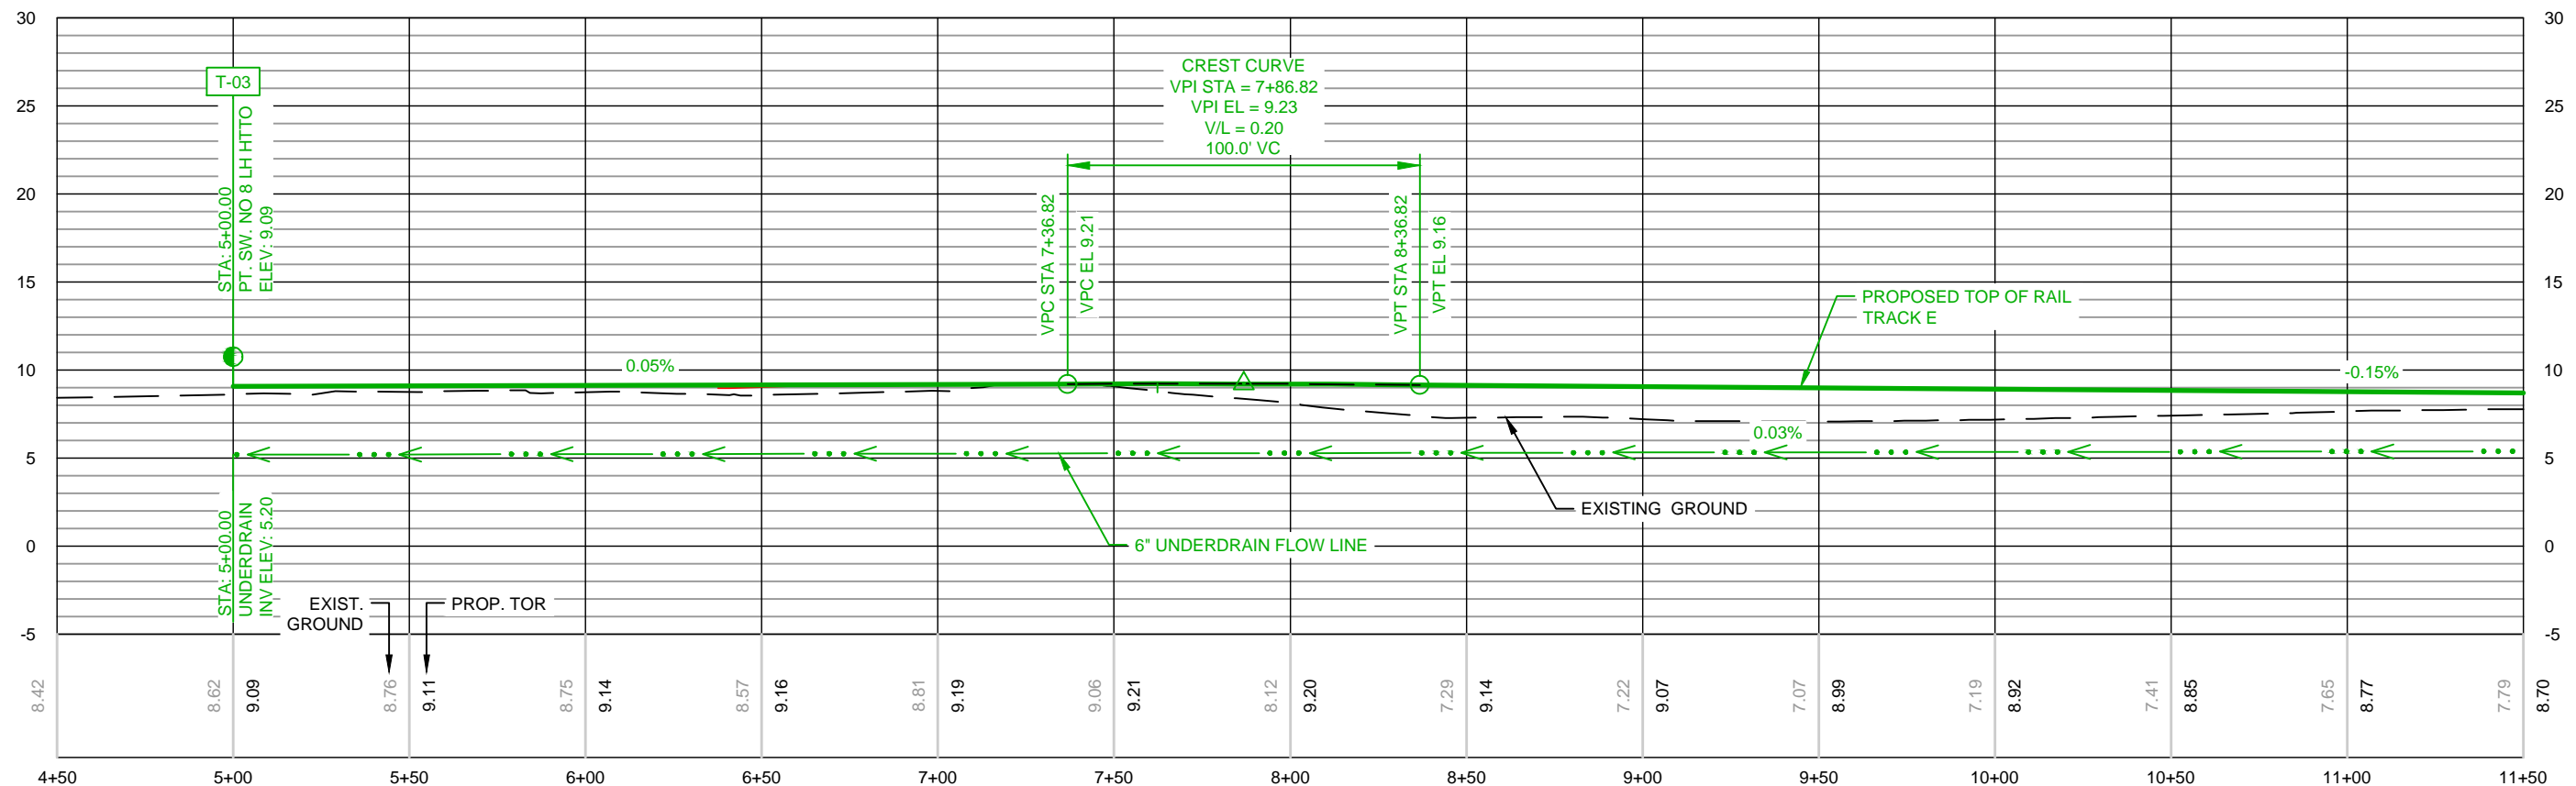 30
25
20
15
10
5
0
-5
30
25
20
15
10
5
0
-5
T-03
STA: 5+00.00
PT. SW. NO 8 LH HTTO
ELEV: 9.09
0.05%
CREST CURVE
VPI STA = 7+86.82
VPI EL = 9.23
V/L = 0.20
100.0' VC
VPC STA 7+36.82
VPC EL 9.21
VPT STA 8+36.82
VPT EL 9.16
PROPOSED TOP OF RAIL
TRACK E
-0.15%
0.03%
EXISTING GROUND
6" UNDERDRAIN FLOW LINE
STA: 5+00.00
UNDERDRAIN
INV ELEV: 5.20
EXIST.
GROUND
PROP. TOR
8.42
8.62 9.09
8.76 9.11
8.75 9.14
8.57 9.16
8.81 9.19
9.06 9.21
8.12 9.20
7.29 9.14
7.22 9.07
7.07 8.99
7.19 8.92
7.41 8.85
7.65 8.77
7.79 8.70
4+50 5+00 5+50 6+00 6+50 7+00 7+50 8+00 8+50 9+00 9+50 10+00 10+50 11+00 11+50